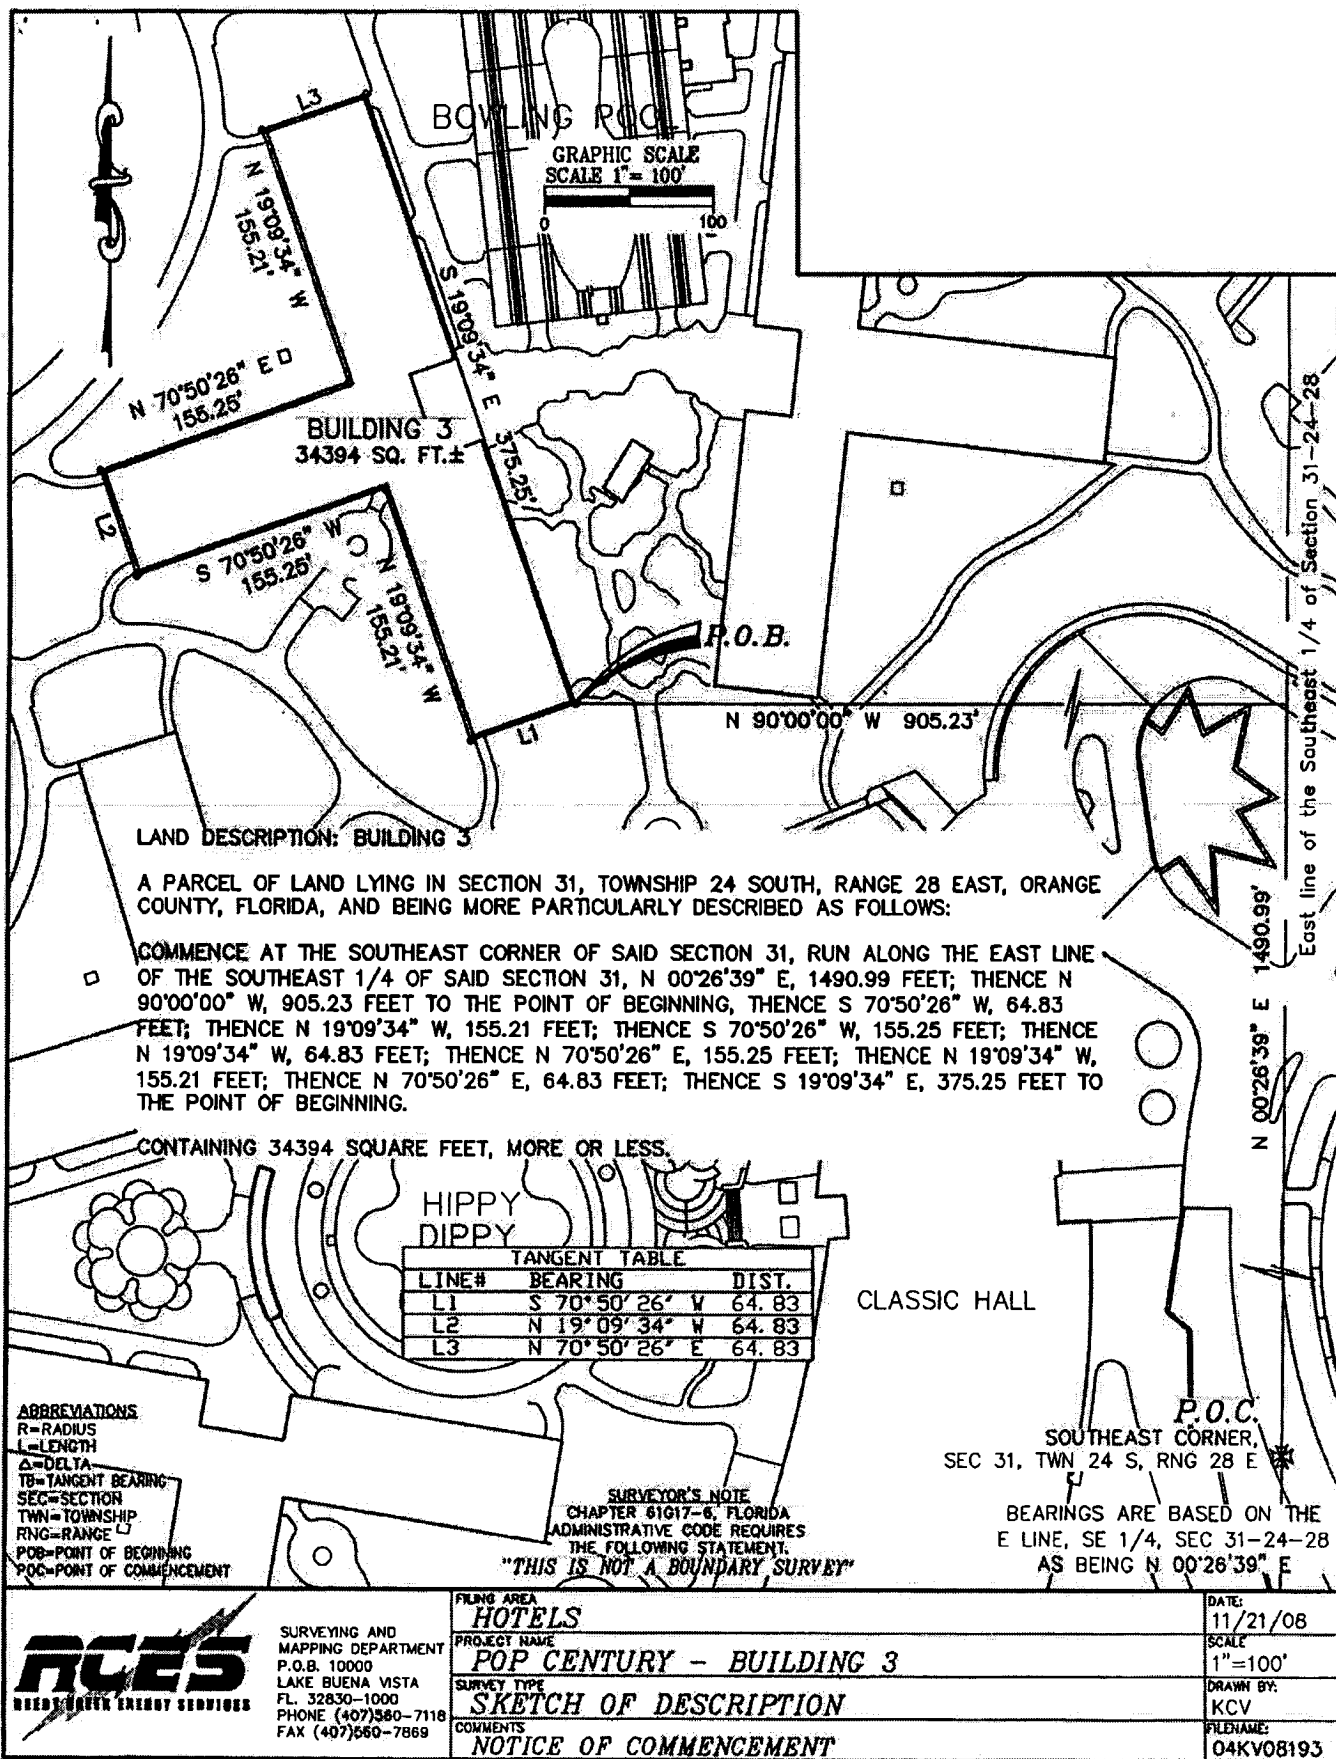 L3
BOWLING POOL
GRAPHIC SCALE
SCALE 1"= 100'
0 100
N 19°09'34" W
155.21'
S 19°09'34" E 375.25'
N 70°50'26" E
155.25'
BUILDING 3
34394 SQ. FT.±
L2
S 70°50'26" W
155.25'
N 19°09'34" W
155.21'
L1
P.O.B.
N 90°00'00" W 905.23'
East line of the Southeast 1/4 of Section 31-24-28
N 00°26'39" E 1490.99'
LAND DESCRIPTION: BUILDING 3
A PARCEL OF LAND LYING IN SECTION 31, TOWNSHIP 24 SOUTH, RANGE 28 EAST, ORANGE
COUNTY, FLORIDA, AND BEING MORE PARTICULARLY DESCRIBED AS FOLLOWS:
COMMENCE AT THE SOUTHEAST CORNER OF SAID SECTION 31, RUN ALONG THE EAST LINE
OF THE SOUTHEAST 1/4 OF SAID SECTION 31, N 00°26'39" E, 1490.99 FEET; THENCE N
90°00'00" W, 905.23 FEET TO THE POINT OF BEGINNING, THENCE S 70°50'26" W, 64.83
FEET; THENCE N 19°09'34" W, 155.21 FEET; THENCE S 70°50'26" W, 155.25 FEET; THENCE
N 19°09'34" W, 64.83 FEET; THENCE N 70°50'26" E, 155.25 FEET; THENCE N 19°09'34" W,
155.21 FEET; THENCE N 70°50'26" E, 64.83 FEET; THENCE S 19°09'34" E, 375.25 FEET TO
THE POINT OF BEGINNING.
CONTAINING 34394 SQUARE FEET, MORE OR LESS.
HIPPY
DIPPY
TANGENT TABLE
LINE# BEARING DIST.
L1 S 70°50'26" W 64.83
L2 N 19°09'34" W 64.83
L3 N 70°50'26" E 64.83
CLASSIC HALL
P.O.C.
SOUTHEAST CORNER,
SEC 31, TWN 24 S, RNG 28 E
BEARINGS ARE BASED ON THE
E LINE, SE 1/4, SEC 31-24-28
AS BEING N 00°26'39" E
ABBREVIATIONS
R=RADIUS
L=LENGTH
Δ=DELTA
TB=TANGENT BEARING
SEC=SECTION
TWN=TOWNSHIP
RNG=RANGE
POB=POINT OF BEGINNING
POC=POINT OF COMMENCEMENT
SURVEYOR'S NOTE
CHAPTER 61G17-6, FLORIDA
ADMINISTRATIVE CODE REQUIRES
THE FOLLOWING STATEMENT.
"THIS IS NOT A BOUNDARY SURVEY"
RCES
REEDY CREEK ENERGY SERVICES
SURVEYING AND
MAPPING DEPARTMENT
P.O.B. 10000
LAKE BUENA VISTA
FL. 32830-1000
PHONE (407)560-7118
FAX (407)560-7869
FILING AREA
HOTELS
PROJECT NAME
POP CENTURY - BUILDING 3
SURVEY TYPE
SKETCH OF DESCRIPTION
COMMENTS
NOTICE OF COMMENCEMENT
DATE:
11/21/08
SCALE
1"=100'
DRAWN BY:
KCV
FILENAME:
04KV08193